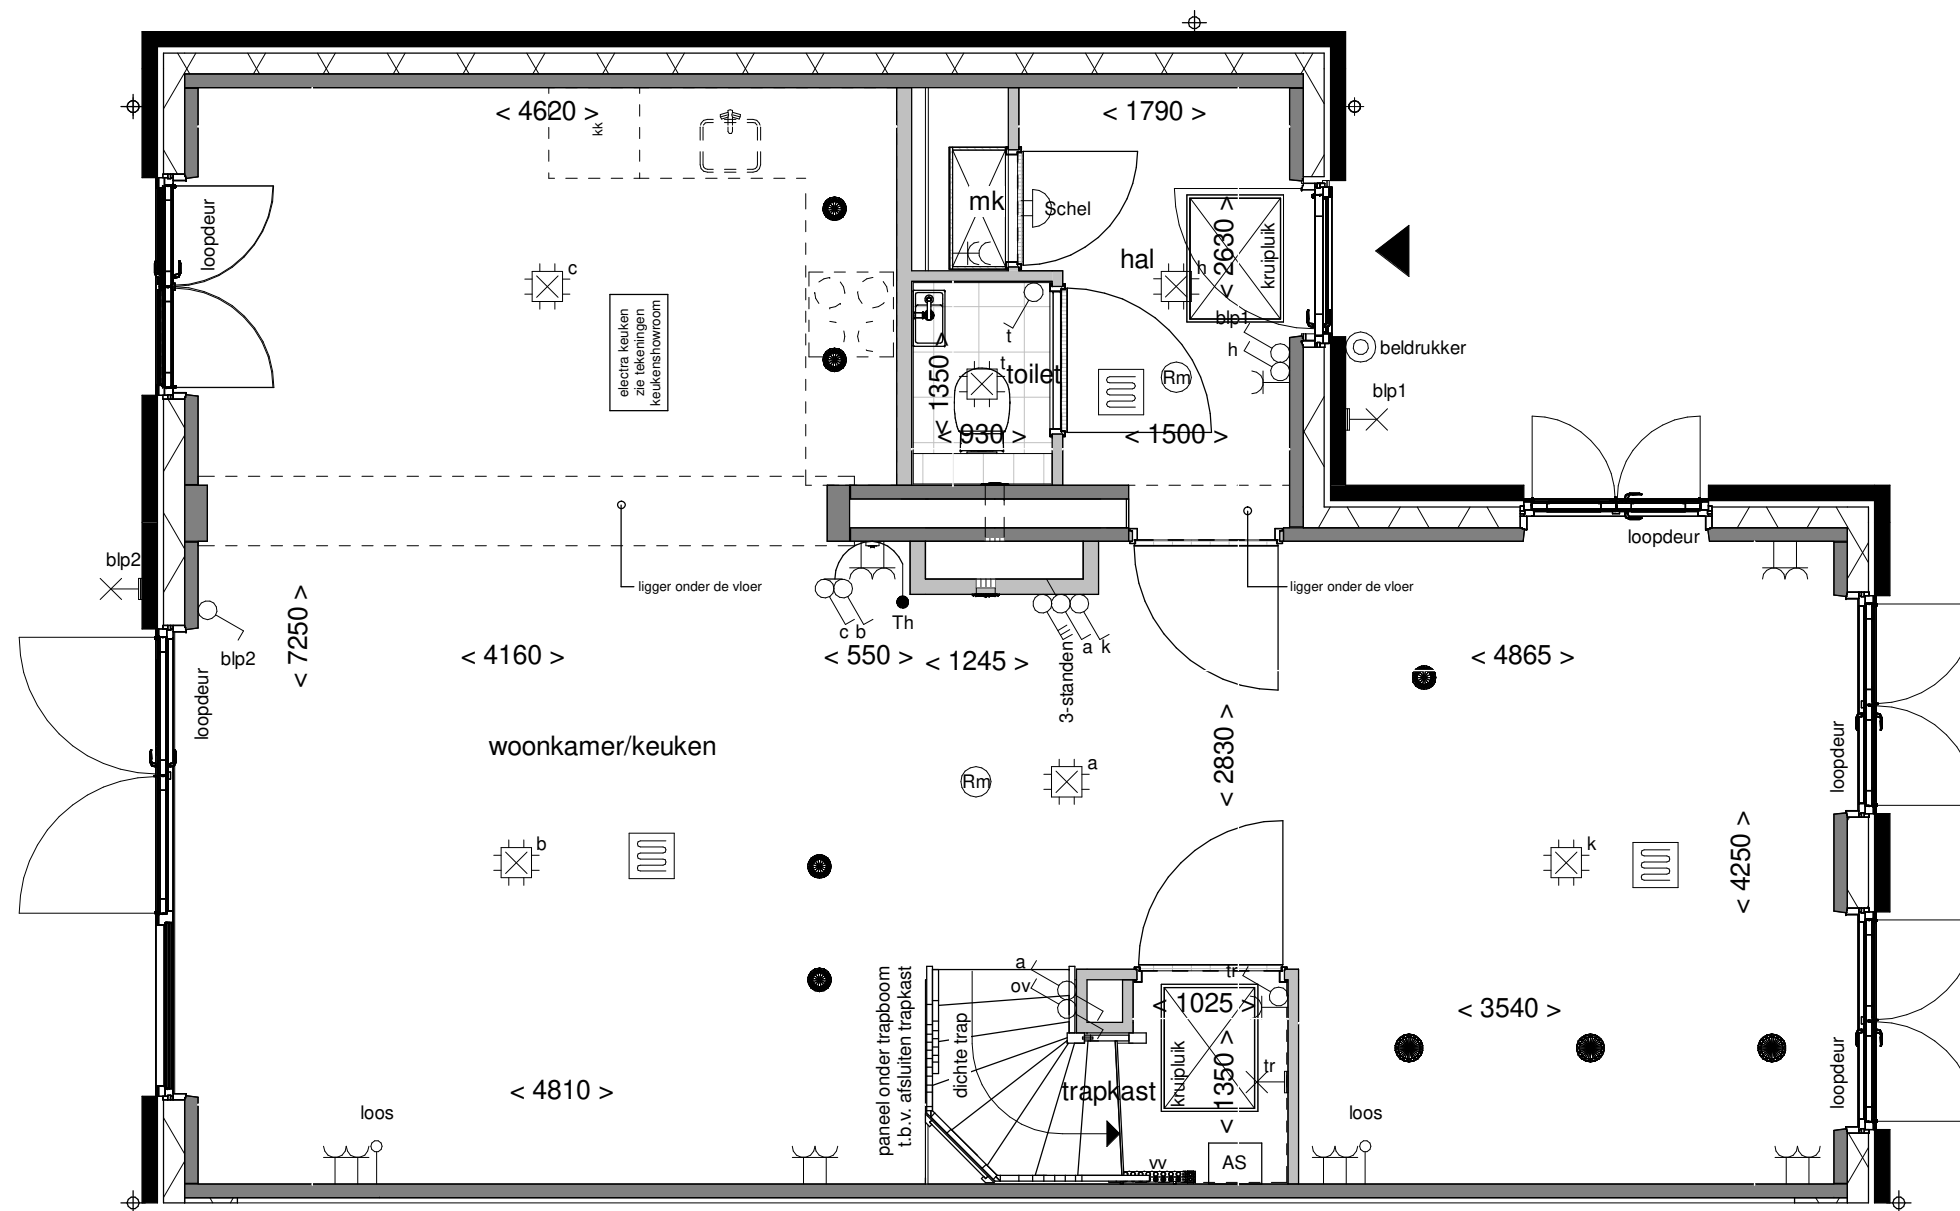 < 4620 >
< 1790 >
kk
loopdeur
mk
Schel
c
hal
h
< 2630 >
kruipluik
electra keuken
zie tekeningen
keukenshowroom
t
blp1
h
beldrukker
< 1350 >
t
toilet
Rm
blp1
< 930 >
< 1500 >
loopdeur
blp2
ligger onder de vloer
ligger onder de vloer
< 7250 >
blp2
c b
Th
a k
3-standen
< 4160 >
< 550 >
< 1245 >
< 4865 >
loopdeur
woonkamer/keuken
< 2830 >
loopdeur
Rm
a
b
k
< 4250 >
a
ov
tr
paneel onder trapboom
t.b.v. afsluiten trapkast
dichte trap
< 1025 >
< 3540 >
kruipluik
< 1350 >
tr
trapkast
< 4810 >
loopdeur
loos
loos
vv
AS